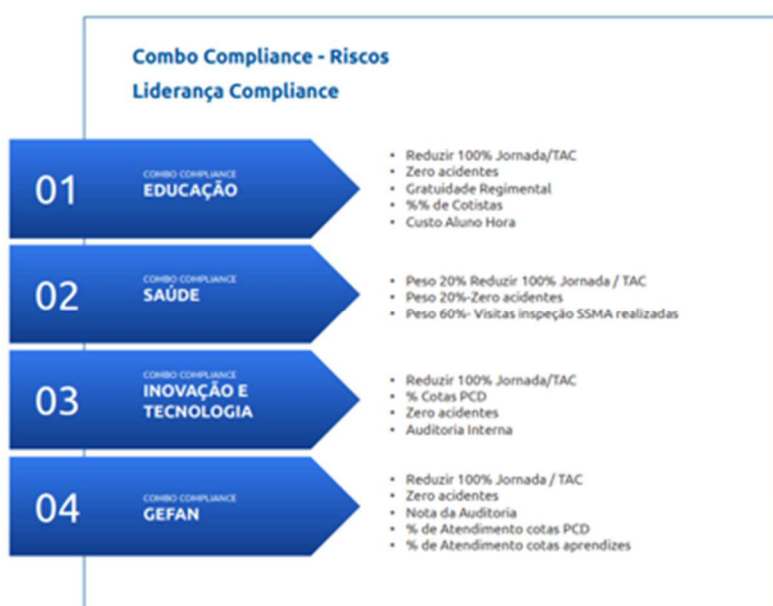 Combo Compliance - Riscos
Liderança Compliance
01
COMBO COMPLIANCE
EDUCAÇÃO
• Reduzir 100% Jornada/TAC
• Zero acidentes
• Gratuidade Regimental
• %% de Cotistas
• Custo Aluno Hora
02
COMBO COMPLIANCE
SAÚDE
• Peso 20% Reduzir 100% Jornada / TAC
• Peso 20%-Zero acidentes
• Peso 60%- Visitas inspeção SSMA realizadas
03
COMBO COMPLIANCE
INOVAÇÃO E
TECNOLOGIA
• Reduzir 100% Jornada/TAC
• % Cotas PCD
• Zero acidentes
• Auditoria Interna
04
COMBO COMPLIANCE
GEFAN
• Reduzir 100% Jornada / TAC
• Zero acidentes
• Nota da Auditoria
• % de Atendimento cotas PCD
• % de Atendimento cotas aprendizes